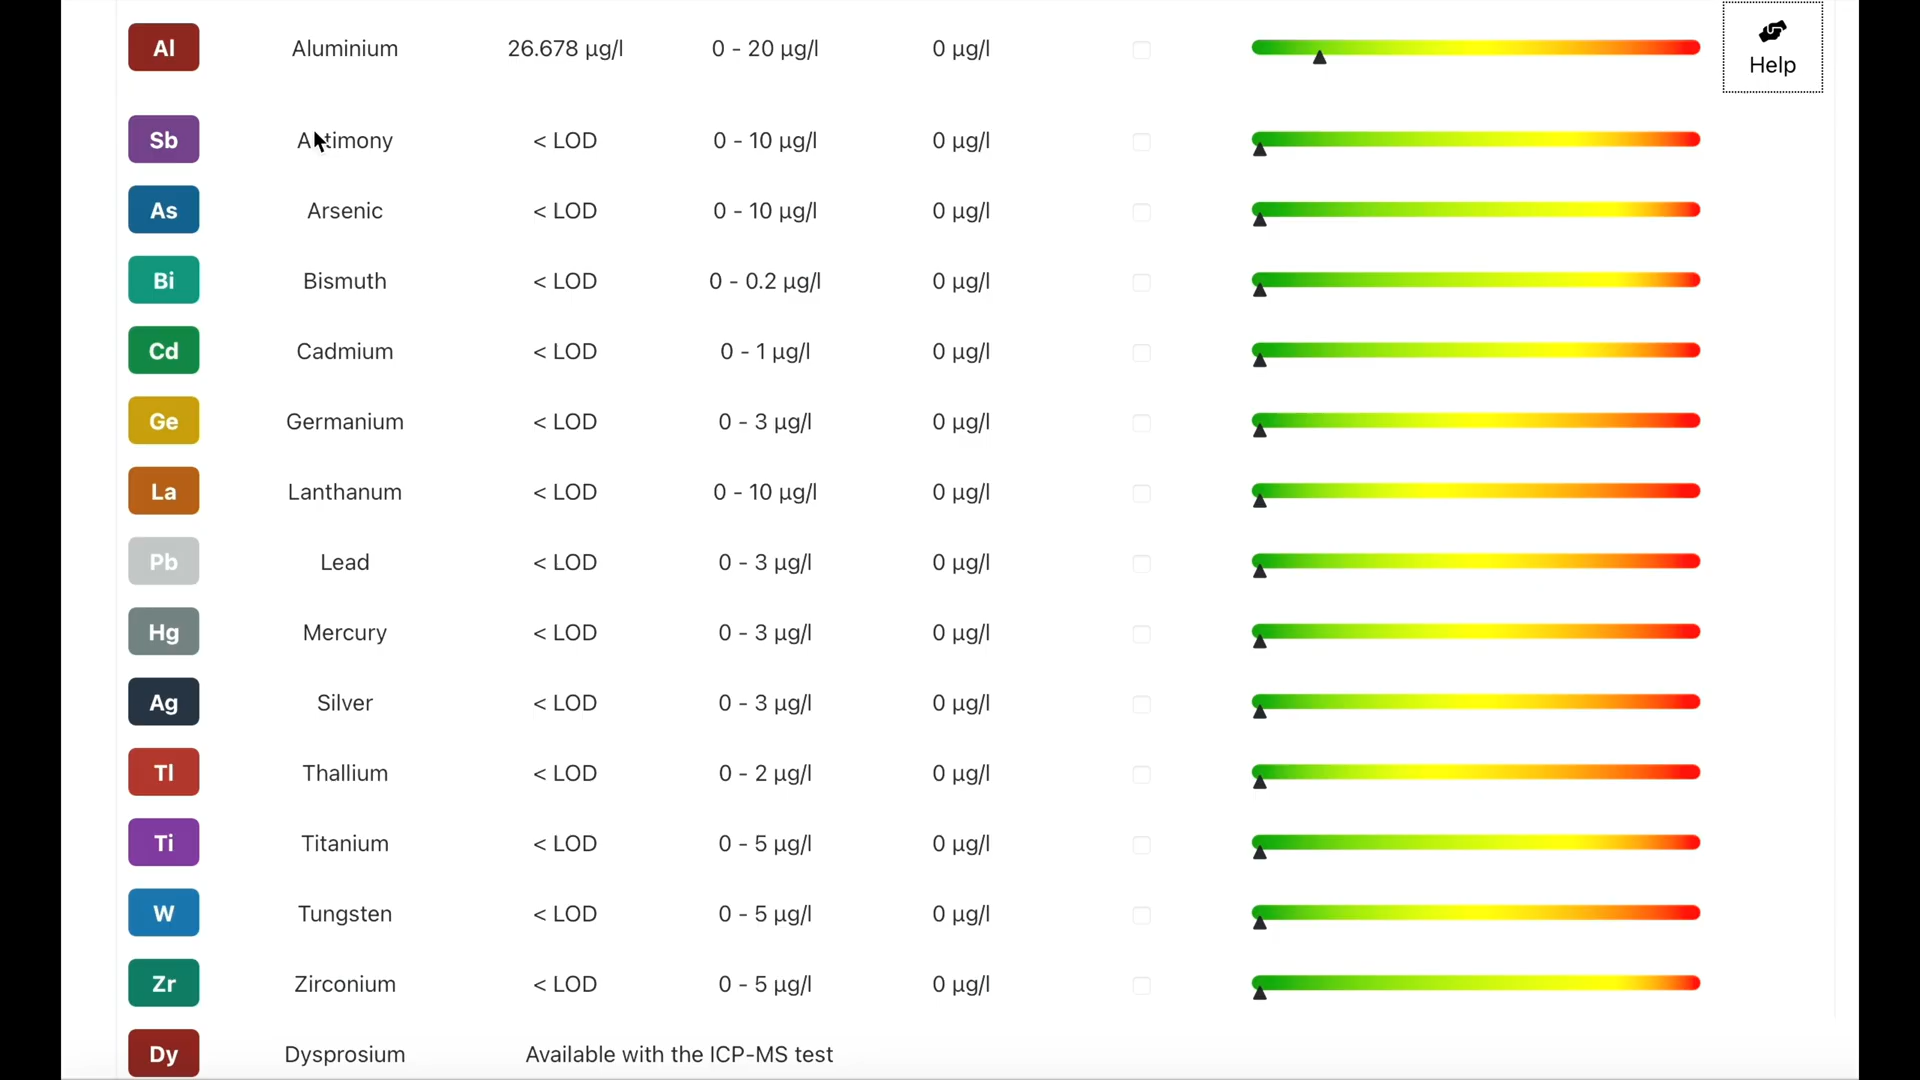 Al Aluminium 26.678 µg/l 0 - 20 µg/l 0 µg/l
Help
Sb Antimony < LOD 0 - 10 µg/l 0 µg/l
As Arsenic < LOD 0 - 10 µg/l 0 µg/l
Bi Bismuth < LOD 0 - 0.2 µg/l 0 µg/l
Cd Cadmium < LOD 0 - 1 µg/l 0 µg/l
Ge Germanium < LOD 0 - 3 µg/l 0 µg/l
La Lanthanum < LOD 0 - 10 µg/l 0 µg/l
Pb Lead < LOD 0 - 3 µg/l 0 µg/l
Hg Mercury < LOD 0 - 3 µg/l 0 µg/l
Ag Silver < LOD 0 - 3 µg/l 0 µg/l
Tl Thallium < LOD 0 - 2 µg/l 0 µg/l
Ti Titanium < LOD 0 - 5 µg/l 0 µg/l
W Tungsten < LOD 0 - 5 µg/l 0 µg/l
Zr Zirconium < LOD 0 - 5 µg/l 0 µg/l
Dy Dysprosium Available with the ICP-MS test